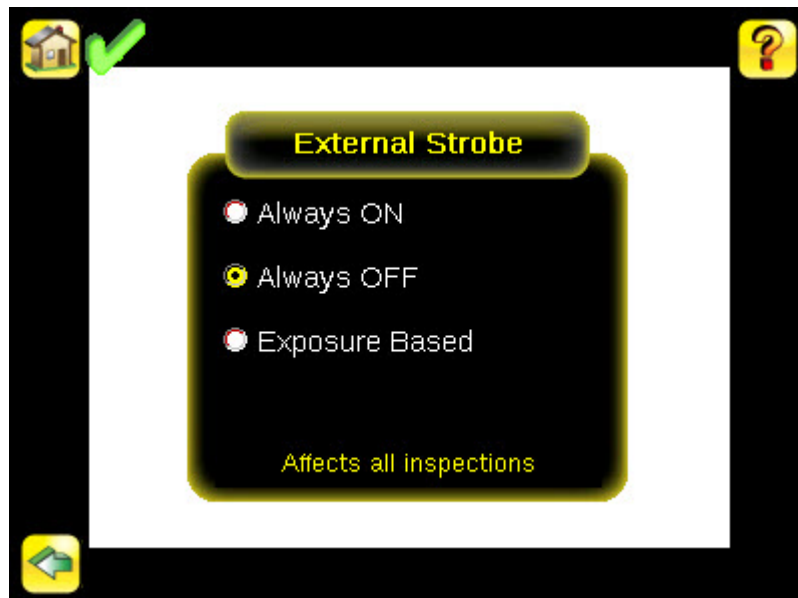 External Strobe
Always ON
Always OFF
Exposure Based
Affects all inspections